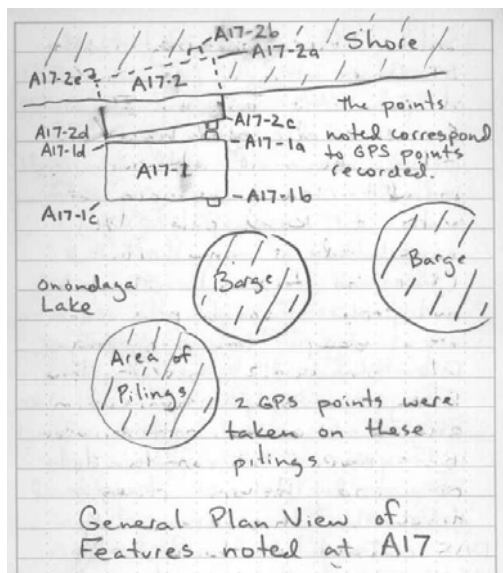 A17-2b
Shore
A17-2a
A17-2e
A17-2
A17-2c
The points
noted correspond
to GPS points
recorded.
A17-2d
A17-1d
A17-1a
A17-1
A17-1b
A17-1c
Onondaga
Lake
Barge
Barge
Area of
Pilings
2 GPS points were
taken on these
pilings
General Plan View of
Features noted at A17